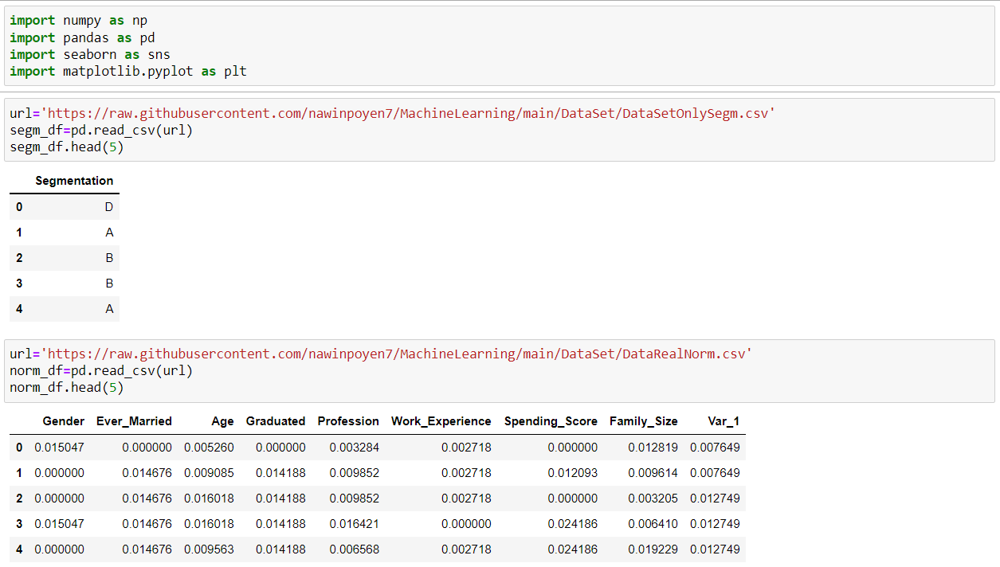 import numpy as np
import pandas as pd
import seaborn as sns
import matplotlib.pyplot as plt
url='https://raw.githubusercontent.com/nawinpoyen7/MachineLearning/main/DataSet/DataSetOnlySegm.csv'
segm_df=pd.read_csv(url)
segm_df.head(5)
Segmentation
0 D
1 A
2 B
3 B
4 A
url='https://raw.githubusercontent.com/nawinpoyen7/MachineLearning/main/DataSet/DataRealNorm.csv'
norm_df=pd.read_csv(url)
norm_df.head(5)
Gender Ever_Married Age Graduated Profession Work_Experience Spending_Score Family_Size Var_1
0 0.015047 0.000000 0.005260 0.000000 0.003284 0.002718 0.000000 0.012819 0.007649
1 0.000000 0.014676 0.009085 0.014188 0.009852 0.002718 0.012093 0.009614 0.007649
2 0.000000 0.014676 0.016018 0.014188 0.009852 0.002718 0.000000 0.003205 0.012749
3 0.015047 0.014676 0.016018 0.014188 0.016421 0.000000 0.024186 0.006410 0.012749
4 0.000000 0.014676 0.009563 0.014188 0.006568 0.002718 0.024186 0.019229 0.012749